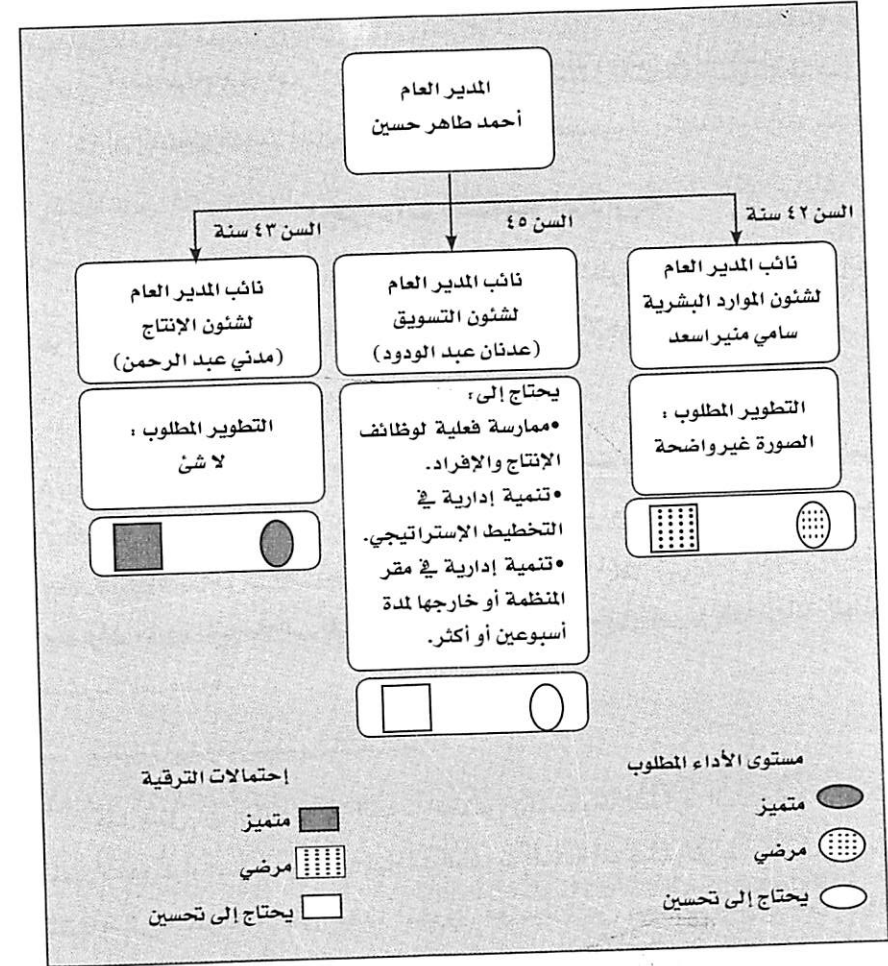 المدير العام
أحمد طاهر حسين
السن ٤٢ سنة
نائب المدير العام
لشئون الموارد البشرية
سامي منير اسعد
التطوير المطلوب :
الصورة غير واضحة
السن ٤٥
نائب المدير العام
لشئون التسويق
(عدنان عبد الودود)
يحتاج إلى:
•ممارسة فعلية لوظائف
الإنتاج والإفراد.
•تنمية إدارية في
التخطيط الإستراتيجي.
•تنمية إدارية في مقر
المنظمة أو خارجها لمدة
أسبوعين أو أكثر.
السن ٤٣ سنة
نائب المدير العام
لشئون الإنتاج
(مدني عبد الرحمن)
التطوير المطلوب :
لا شئ
مستوى الأداء المطلوب
متميز
مرضي
يحتاج إلى تحسين
إحتمالات الترقية
متميز
مرضي
يحتاج إلى تحسين